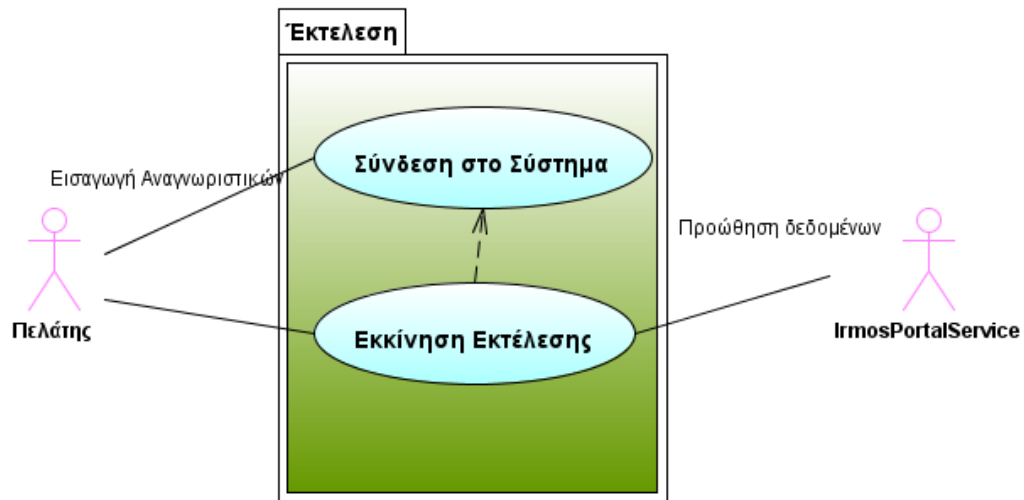 Έκτελεση
Σύνδεση στο Σύστημα
Εισαγωγή Αναγνωριστικών
Προώθηση δεδομένων
Πελάτης
Εκκίνηση Εκτέλεσης
IrmosPortalService